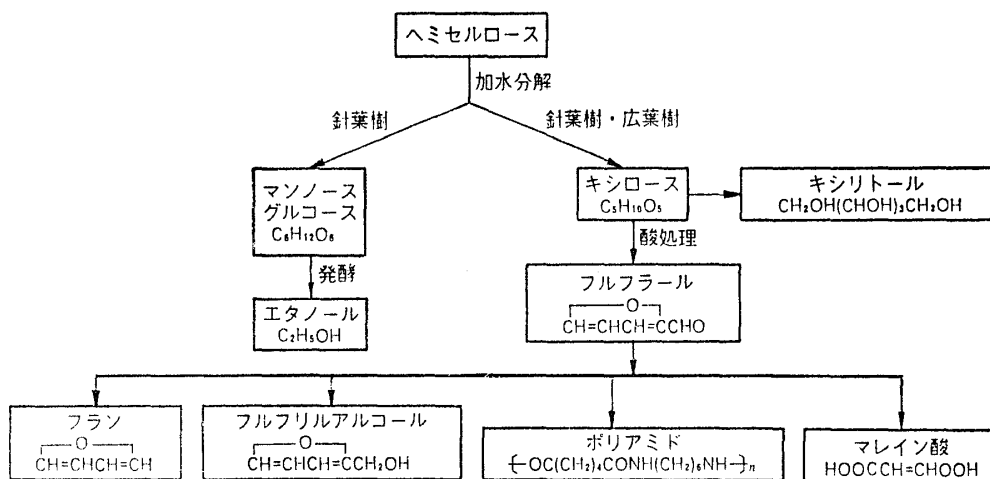 ヘミセルロース
加水分解
針葉樹
針葉樹・広葉樹
マンノース
グルコース
C₆H₁₂O₆
キシロース
C₅H₁₀O₅
キシリトール
CH₂OH(CHOH)₃CH₂OH
発酵
酸処理
エタノール
C₂H₅OH
フルフラール
O
CH=CHCH=CCHO
フラン
O
CH=CHCH=CH
フルフリルアルコール
O
CH=CHCH=CCH₂OH
ポリアミド
-[OC(CH₂)₄CONH(CH₂)₆NH-]n
マレイン酸
HOOCCH=CHOOH